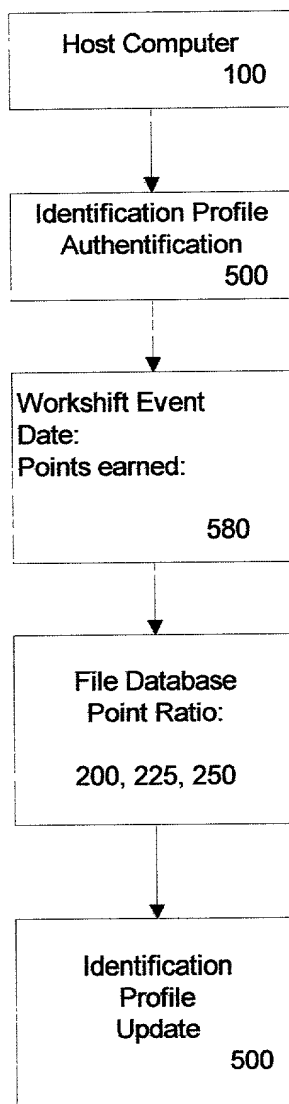 Host Computer
100
Identification Profile
Authentification
500
Workshift Event
Date:
Points earned:
580
File Database
Point Ratio:
200, 225, 250
Identification
Profile
Update
500